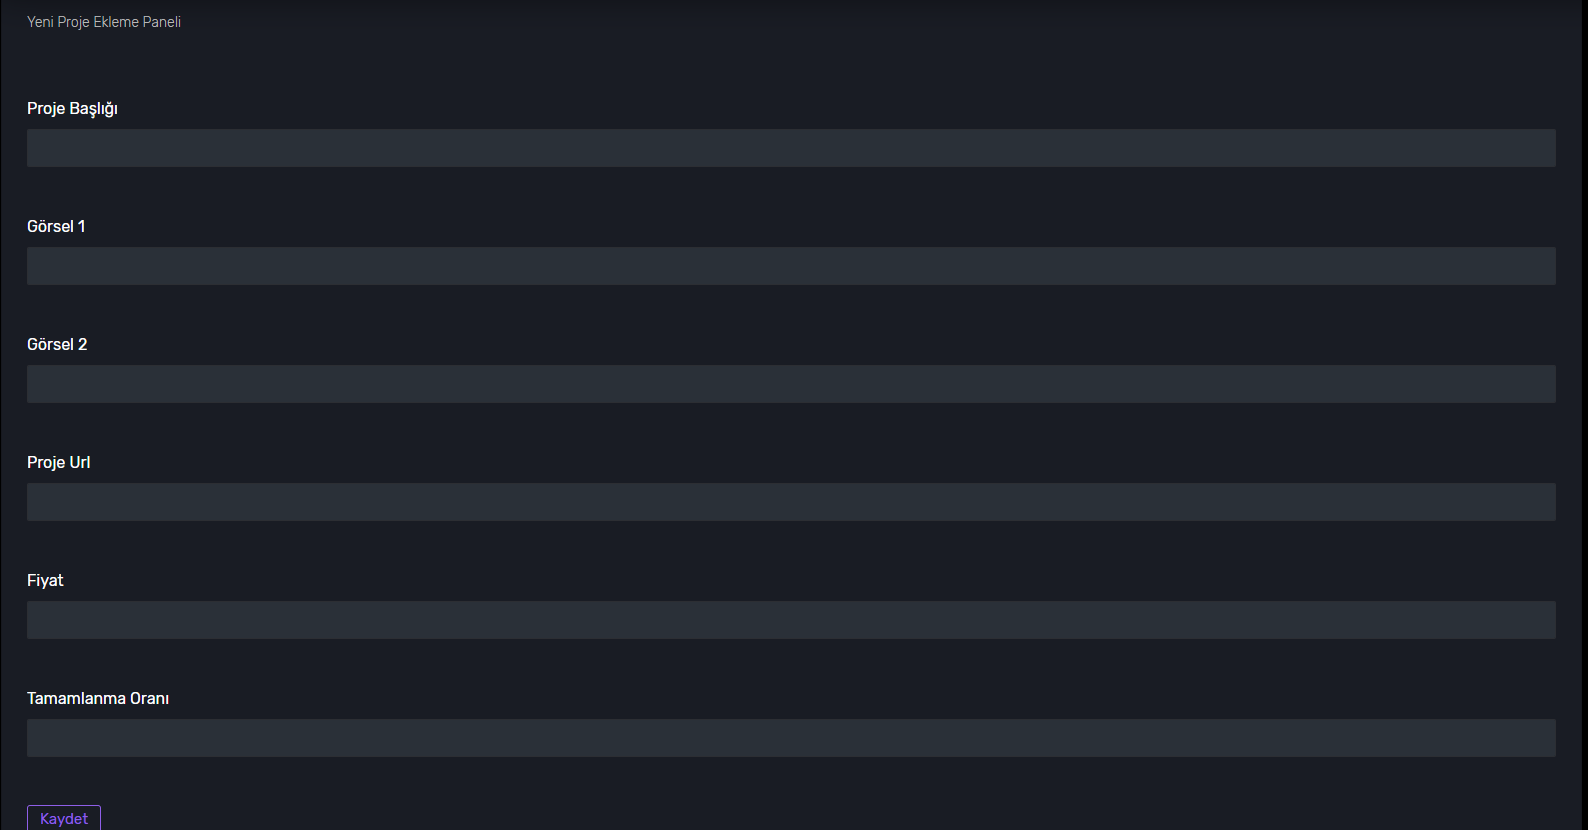 Yeni Proje Ekleme Paneli
Proje Başlığı
Görsel 1
Görsel 2
Proje Url
Fiyat
Tamamlanma Oranı
Kaydet